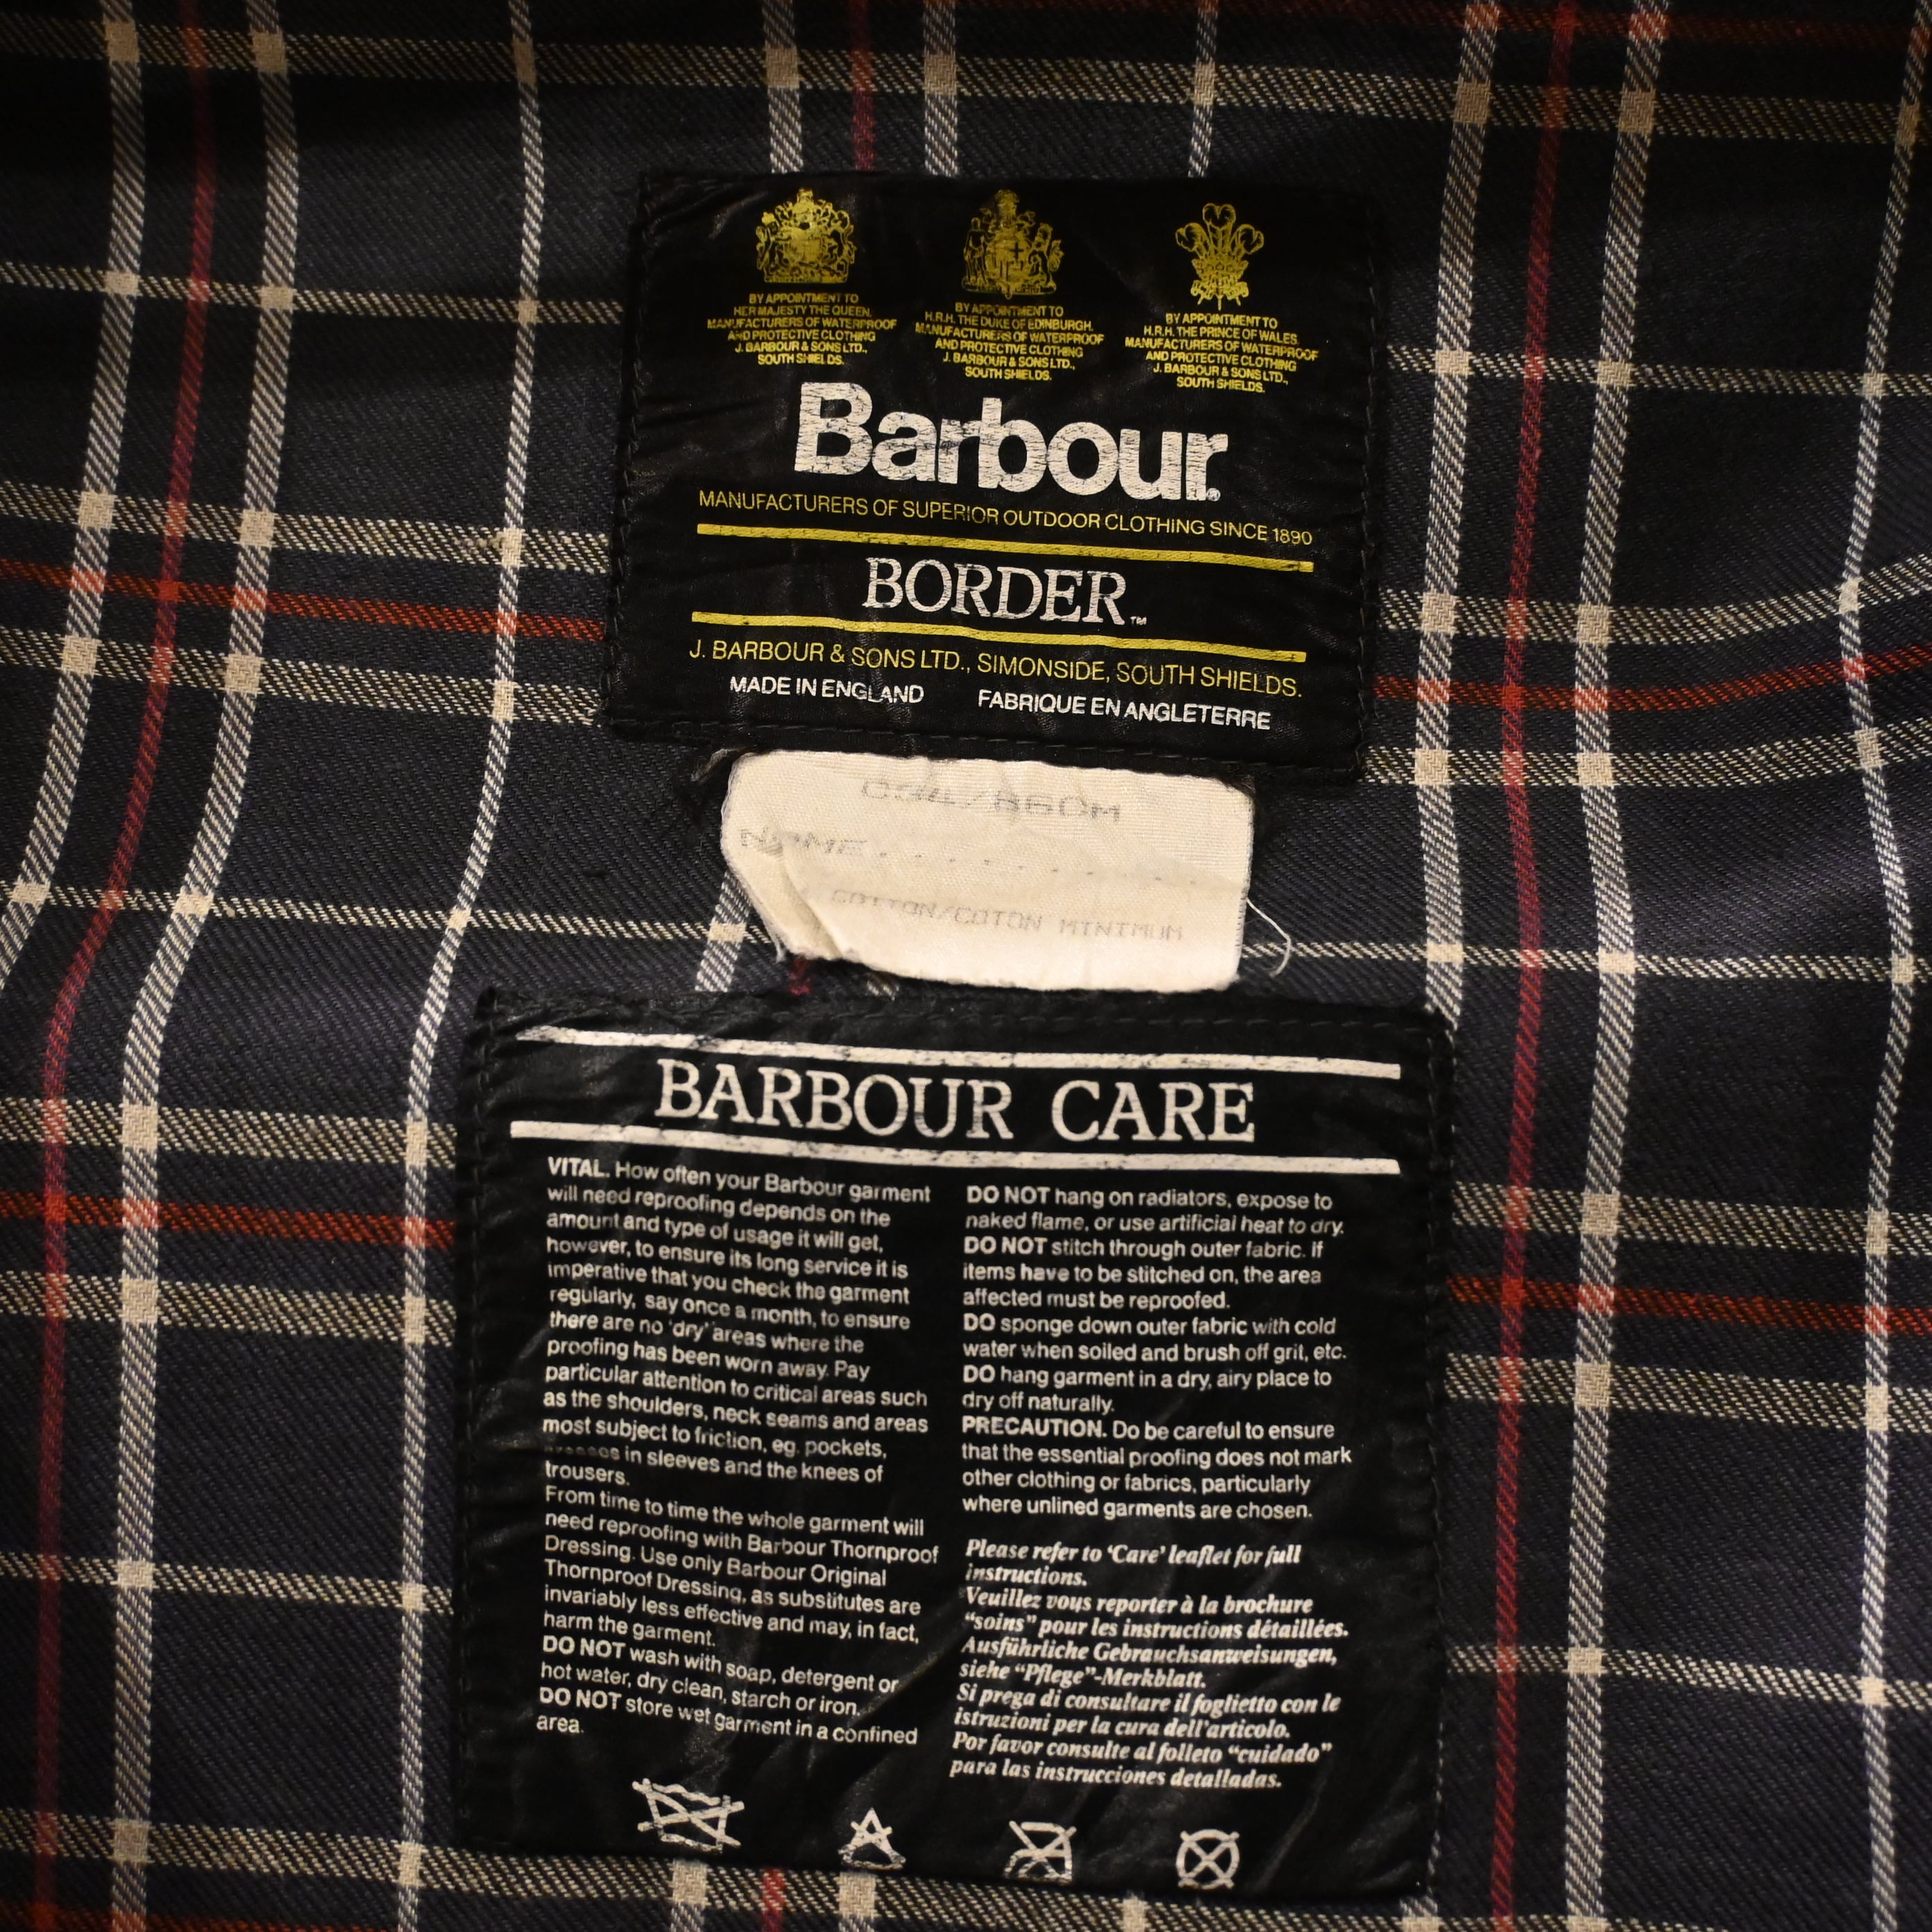 BY APPOINTMENT TO
HER MAJESTY THE QUEEN.
MANUFACTURERS OF WATERPROOF
AND PROTECTIVE CLOTHING
J. BARBOUR & SONS LTD.,
SOUTH SHIELDS.
BY APPOINTMENT TO
H.R.H. THE DUKE OF EDINBURGH.
MANUFACTURERS OF WATERPROOF
AND PROTECTIVE CLOTHING
J. BARBOUR & SONS LTD.,
SOUTH SHIELDS.
BY APPOINTMENT TO
H.R.H. THE PRINCE OF WALES.
MANUFACTURERS OF WATERPROOF
AND PROTECTIVE CLOTHING
J. BARBOUR & SONS LTD.,
SOUTH SHIELDS.
Barbour
MANUFACTURERS OF SUPERIOR OUTDOOR CLOTHING SINCE 1890
BORDER™
J. BARBOUR & SONS LTD., SIMONSIDE, SOUTH SHIELDS.
MADE IN ENGLAND FABRIQUE EN ANGLETERRE
NAME.........
COTTON/COTON MINIMUM
BARBOUR CARE
VITAL. How often your Barbour garment
will need reproofing depends on the
amount and type of usage it will get,
however, to ensure its long service it is
imperative that you check the garment
regularly, say once a month, to ensure
there are no 'dry' areas where the
proofing has been worn away. Pay
particular attention to critical areas such
as the shoulders, neck seams and areas
most subject to friction, eg. pockets,
in sleeves and the knees of
trousers.
From time to time the whole garment will
need reproofing with Barbour Thornproof
Dressing. Use only Barbour Original
Thornproof Dressing, as substitutes are
invariably less effective and may, in fact,
harm the garment.
DO NOT wash with soap, detergent or
hot water, dry clean, starch or iron.
DO NOT store wet garment in a confined
area.
DO NOT hang on radiators, expose to
naked flame, or use artificial heat to dry.
DO NOT stitch through outer fabric. If
items have to be stitched on, the area
affected must be reproofed.
DO sponge down outer fabric with cold
water when soiled and brush off grit, etc.
DO hang garment in a dry, airy place to
dry off naturally.
PRECAUTION. Do be careful to ensure
that the essential proofing does not mark
other clothing or fabrics, particularly
where unlined garments are chosen.
Please refer to 'Care' leaflet for full
instructions.
Veuillez vous reporter à la brochure
"soins" pour les instructions détaillées.
Ausführliche Gebrauchsanweisungen,
siehe "Pflege"-Merkblatt.
Si prega di consultare il foglietto con le
istruzioni per la cura dell'articolo.
Por favor consulte al folleto "cuidado"
para las instrucciones detalladas.